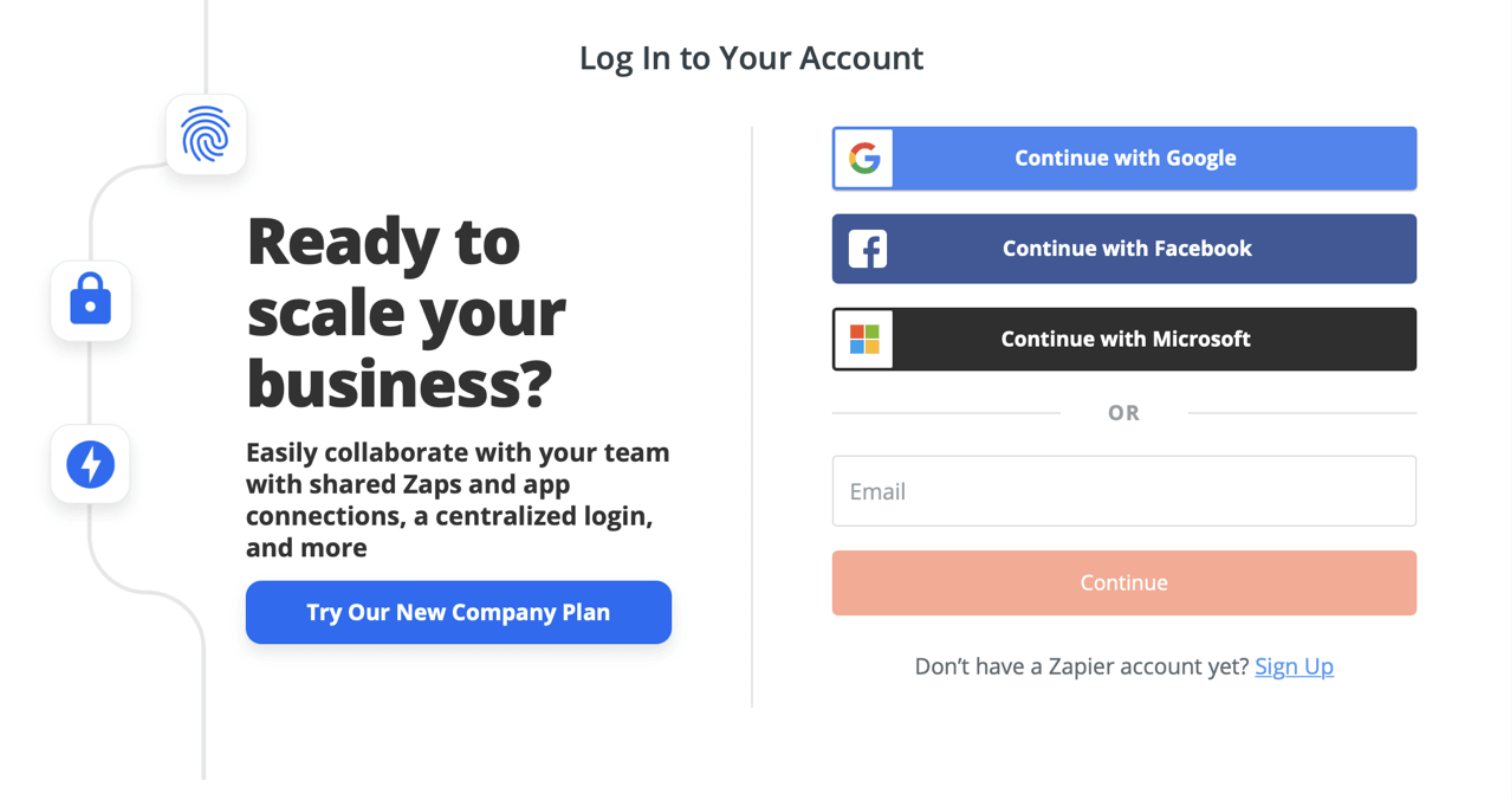 Log In to Your Account
Ready to
scale your
business?
Easily collaborate with your team
with shared Zaps and app
connections, a centralized login,
and more
Try Our New Company Plan
Continue with Google
Continue with Facebook
Continue with Microsoft
OR
Email
Continue
Don’t have a Zapier account yet? Sign Up